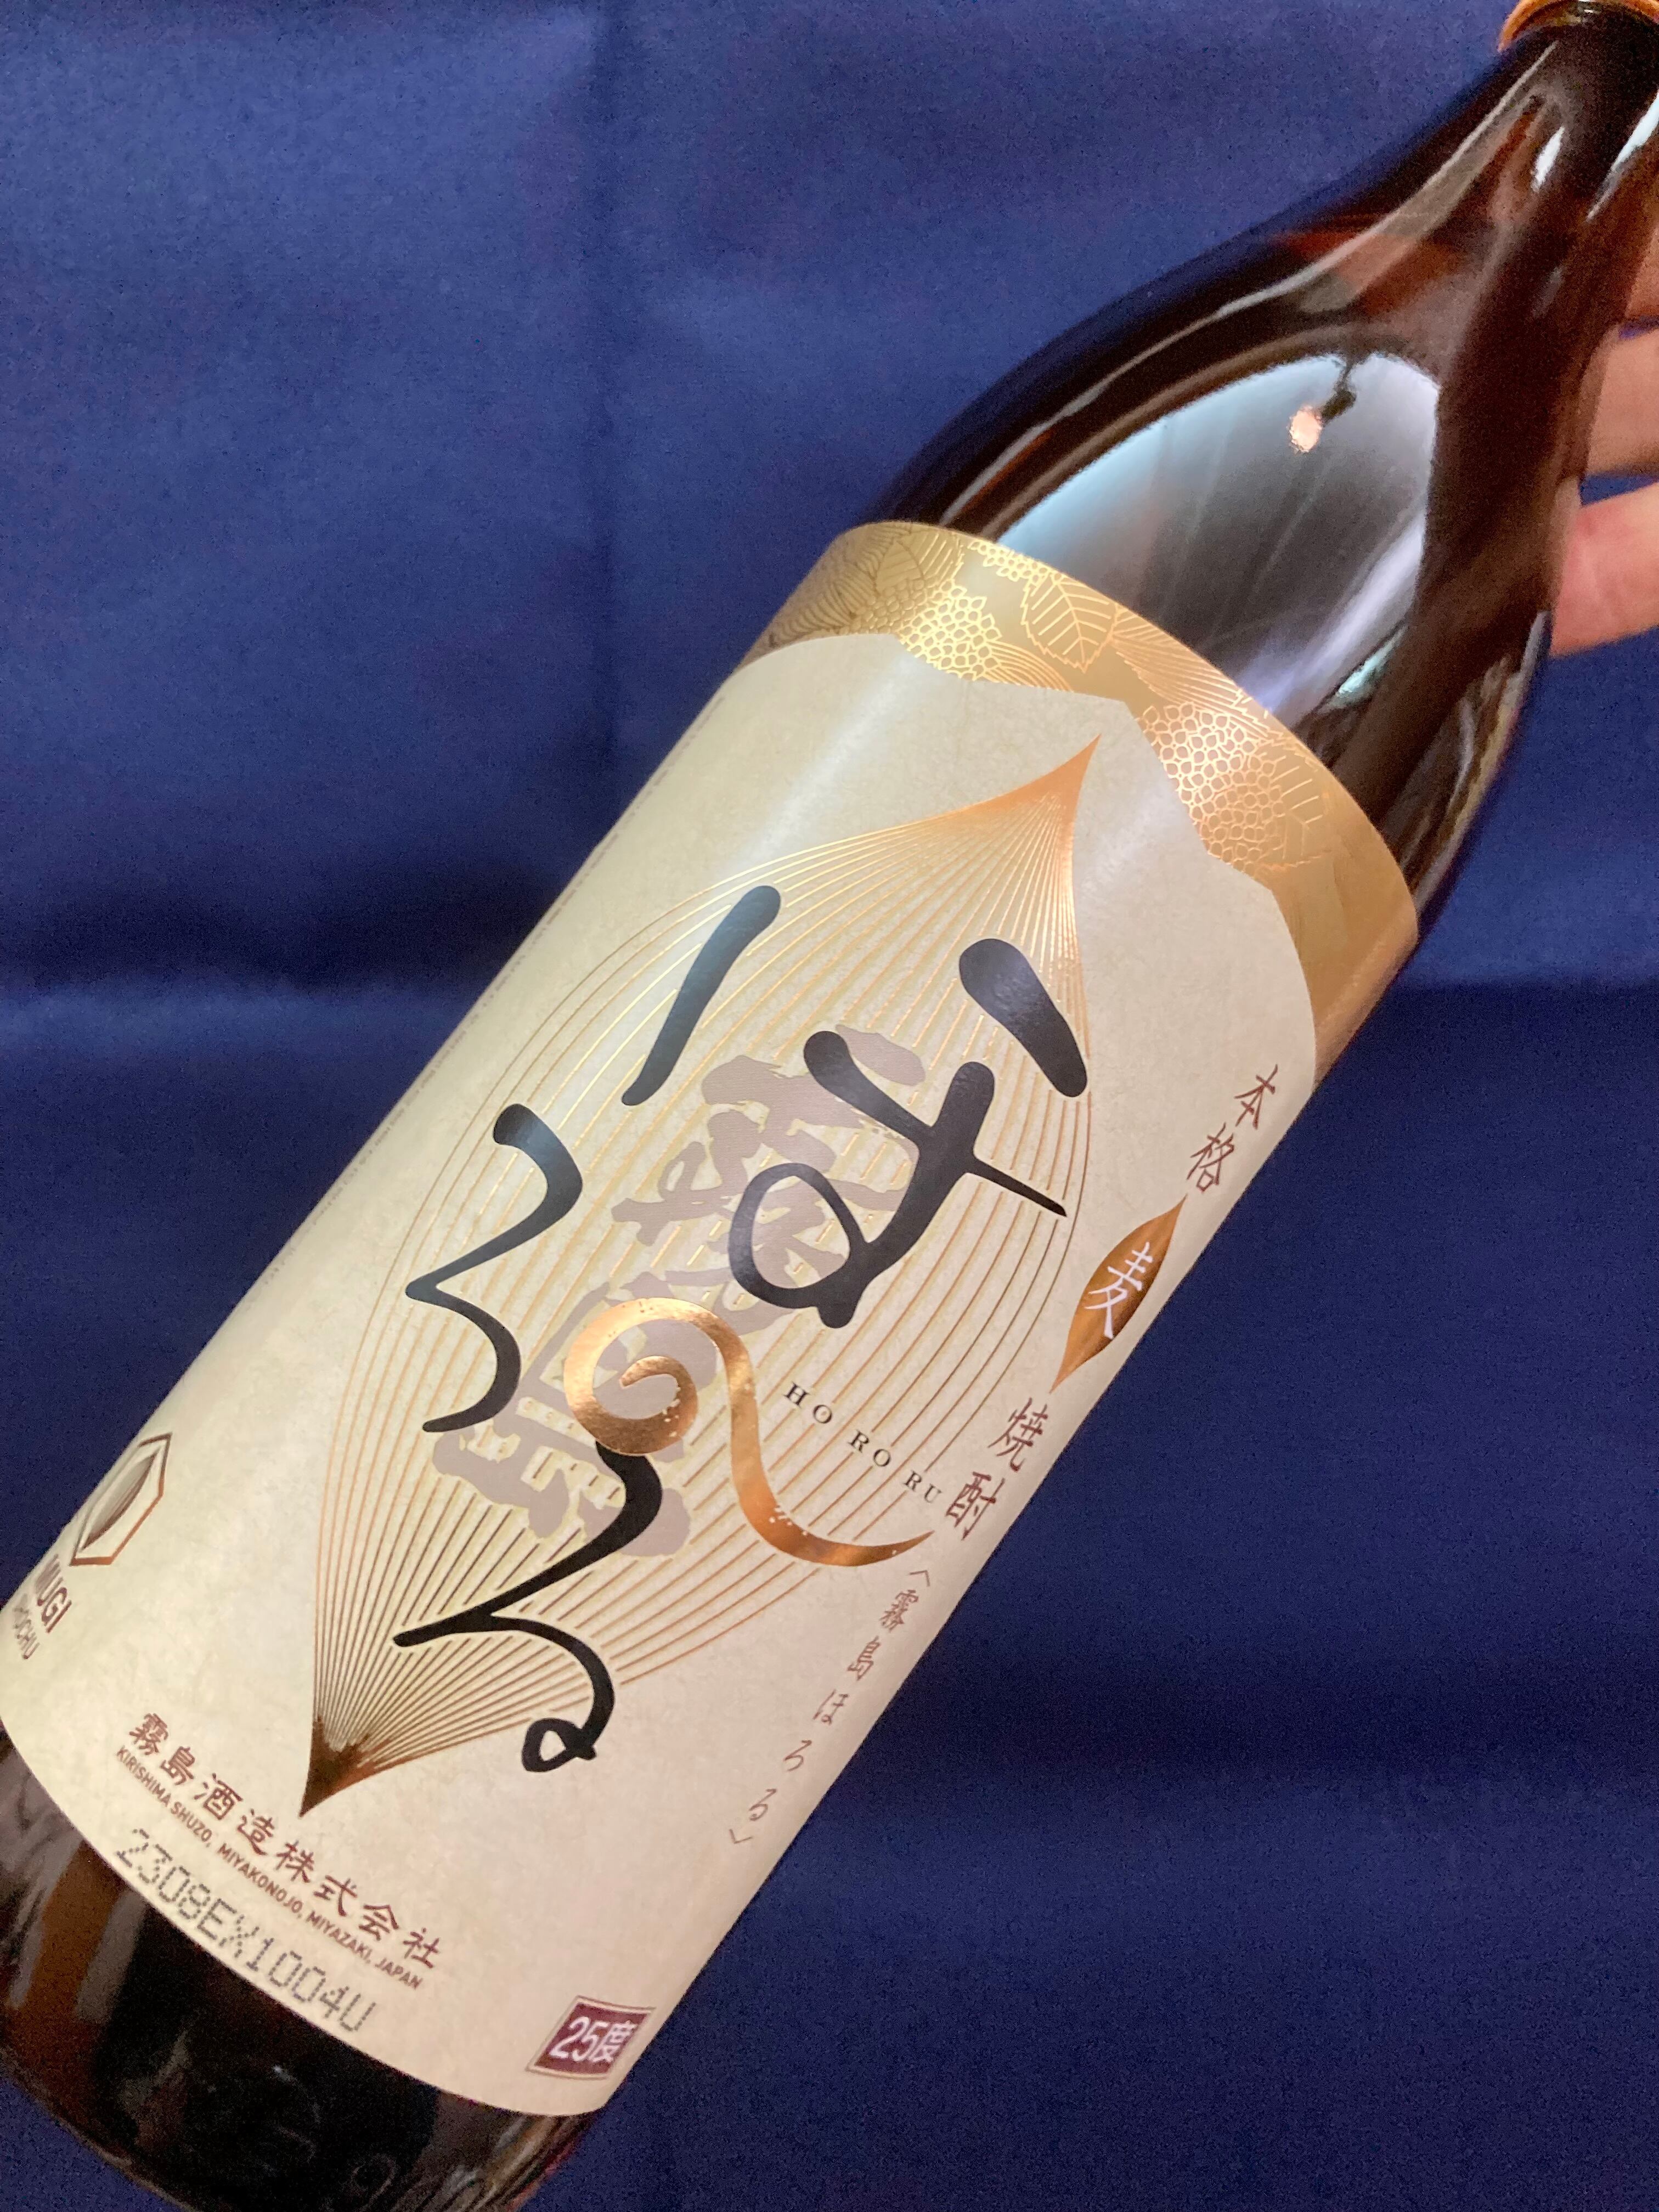 本格
麦
焼酎
〈霧島ほろる〉
ほろる
HO RO RU
霧島
MUGI
霧島酒造株式会社
KIRISHIMA SHUZO, MIYAKONOJO, MIYAZAKI, JAPAN
2308EX1004U
25度